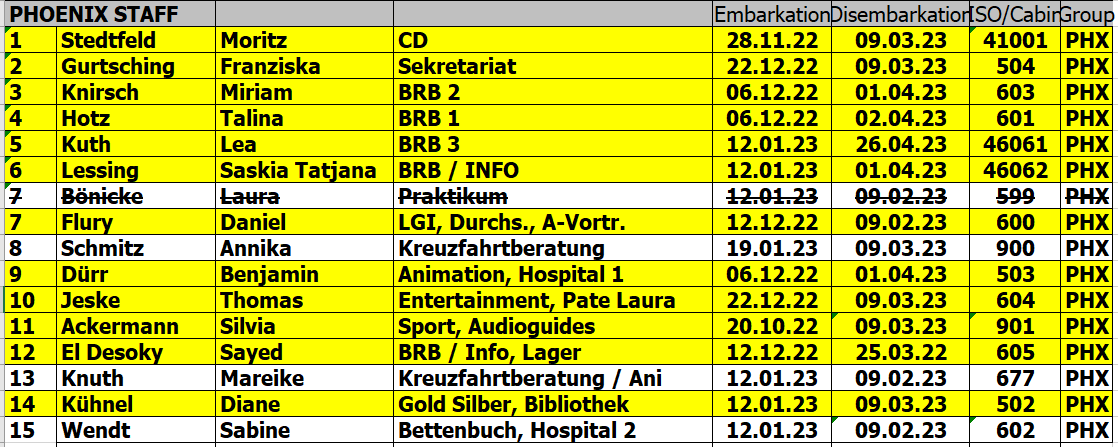 PHOENIX STAFF Embarkation Disembarkation ISO/Cabin Group
1 Stedtfeld Moritz CD 28.11.22 09.03.23 41001 PHX
2 Gurtsching Franziska Sekretariat 22.12.22 09.03.23 504 PHX
3 Knirsch Miriam BRB 2 06.12.22 01.04.23 603 PHX
4 Hotz Talina BRB 1 06.12.22 02.04.23 601 PHX
5 Kuth Lea BRB 3 12.01.23 26.04.23 46061 PHX
6 Lessing Saskia Tatjana BRB / INFO 12.01.23 01.04.23 46062 PHX
7 Bönicke Laura Praktikum 12.01.23 09.02.23 599 PHX
7 Flury Daniel LGI, Durchs., A-Vortr. 12.12.22 09.02.23 600 PHX
8 Schmitz Annika Kreuzfahrtberatung 19.01.23 09.03.23 900 PHX
9 Dürr Benjamin Animation, Hospital 1 06.12.22 01.04.23 503 PHX
10 Jeske Thomas Entertainment, Pate Laura 22.12.22 09.03.23 604 PHX
11 Ackermann Silvia Sport, Audioguides 20.10.22 09.03.23 901 PHX
12 El Desoky Sayed BRB / Info, Lager 12.12.22 25.03.22 605 PHX
13 Knuth Mareike Kreuzfahrtberatung / Ani 12.01.23 09.02.23 677 PHX
14 Kühnel Diane Gold Silber, Bibliothek 12.01.23 09.03.23 502 PHX
15 Wendt Sabine Bettenbuch, Hospital 2 12.01.23 09.02.23 602 PHX